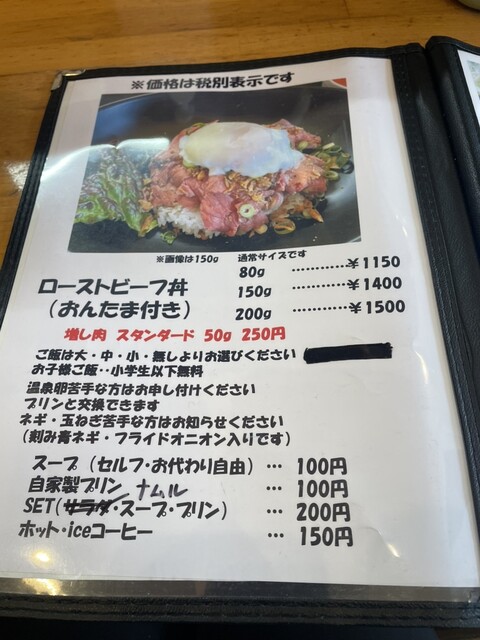 ※価格は税別表示です
※画像は150g 通常サイズです
ローストビーフ丼
(おんたま付き)
80g …………¥1150
150g …………¥1400
200g …………¥1500
増し肉 スタンダード 50g 250円
ご飯は大・中・小・無しよりお選びください
お子様ご飯‥小学生以下無料
温泉卵苦手な方はお申し付けください
プリンと交換できます
ネギ・玉ねぎ苦手な方はお知らせください
(刻み青ネギ・フライドオニオン入りです)
スープ (セルフ・お代わり自由) … 100円
自家製プリン ナムル … 100円
SET(サラダ・スープ・プリン) … 200円
ホット・iceコーヒー … 150円